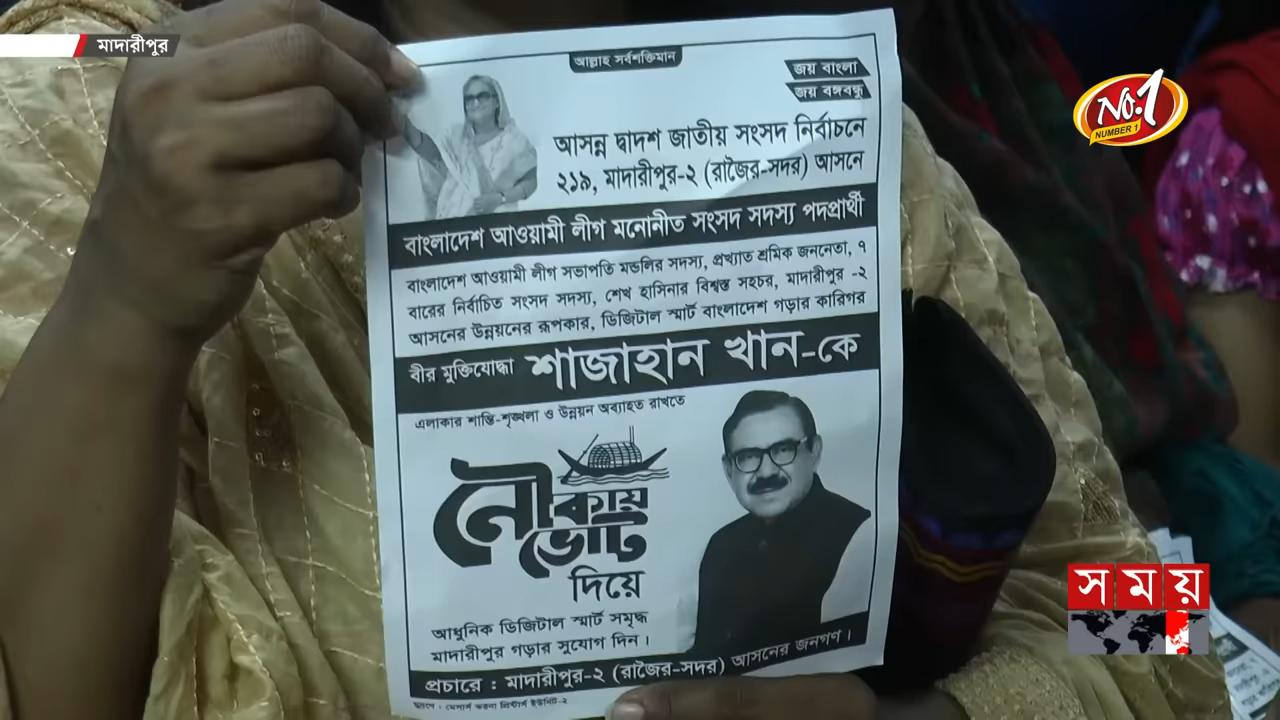 মাদারীপুর
No.1
NUMBER 1
আল্লাহ সর্বশক্তিমান
জয় বাংলা
জয় বঙ্গবন্ধু
আসন্ন দ্বাদশ জাতীয় সংসদ নির্বাচনে
২১৯, মাদারীপুর-২ (রাজৈর-সদর) আসনে
বাংলাদেশ আওয়ামী লীগ মনোনীত সংসদ সদস্য পদপ্রার্থী
বাংলাদেশ আওয়ামী লীগ সভাপতি মন্ডলির সদস্য, প্রখ্যাত শ্রমিক জননেতা, ৭
বারের নির্বাচিত সংসদ সদস্য, শেখ হাসিনার বিশ্বস্ত সহচর, মাদারীপুর -২
আসনের উন্নয়নের রূপকার, ডিজিটাল স্মার্ট বাংলাদেশ গড়ার কারিগর
বীর মুক্তিযোদ্ধা শাজাহান খান-কে
এলাকার শান্তি-শৃঙ্খলা ও উন্নয়ন অব্যাহত রাখতে
নৌকায়
ভোট
দিয়ে
আধুনিক ডিজিটাল স্মার্ট সমৃদ্ধ
মাদারীপুর গড়ার সুযোগ দিন।
প্রচারে : মাদারীপুর-২ (রাজৈর-সদর) আসনের জনগণ।
প্রিন্টার্স ইউনিট-২
সময়